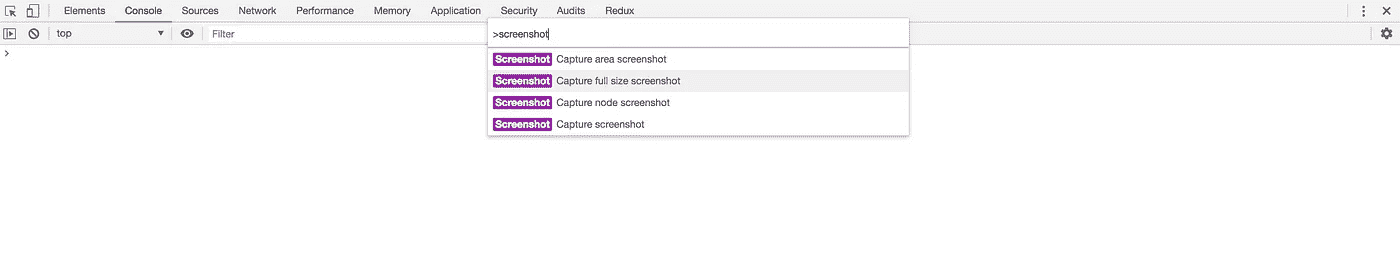 Elements Console Sources Network Performance Memory Application Security Audits Redux
top Filter
>screenshot
Screenshot Capture area screenshot
Screenshot Capture full size screenshot
Screenshot Capture node screenshot
Screenshot Capture screenshot